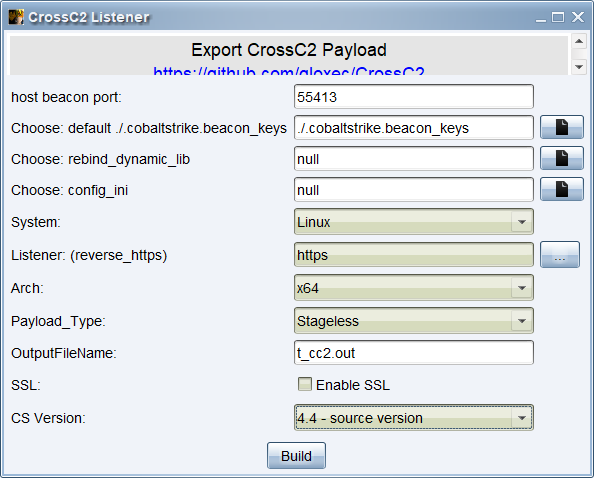 CrossC2 Listener
Export CrossC2 Payload
https://github.com/gloxec/CrossC2
host beacon port: 55413
Choose: default ./.cobaltstrike.beacon_keys ./.cobaltstrike.beacon_keys
Choose: rebind_dynamic_lib null
Choose: config_ini null
System: Linux
Listener: (reverse_https) https ...
Arch: x64
Payload_Type: Stageless
OutputFileName: t_cc2.out
SSL: Enable SSL
CS Version: 4.4 - source version
Build